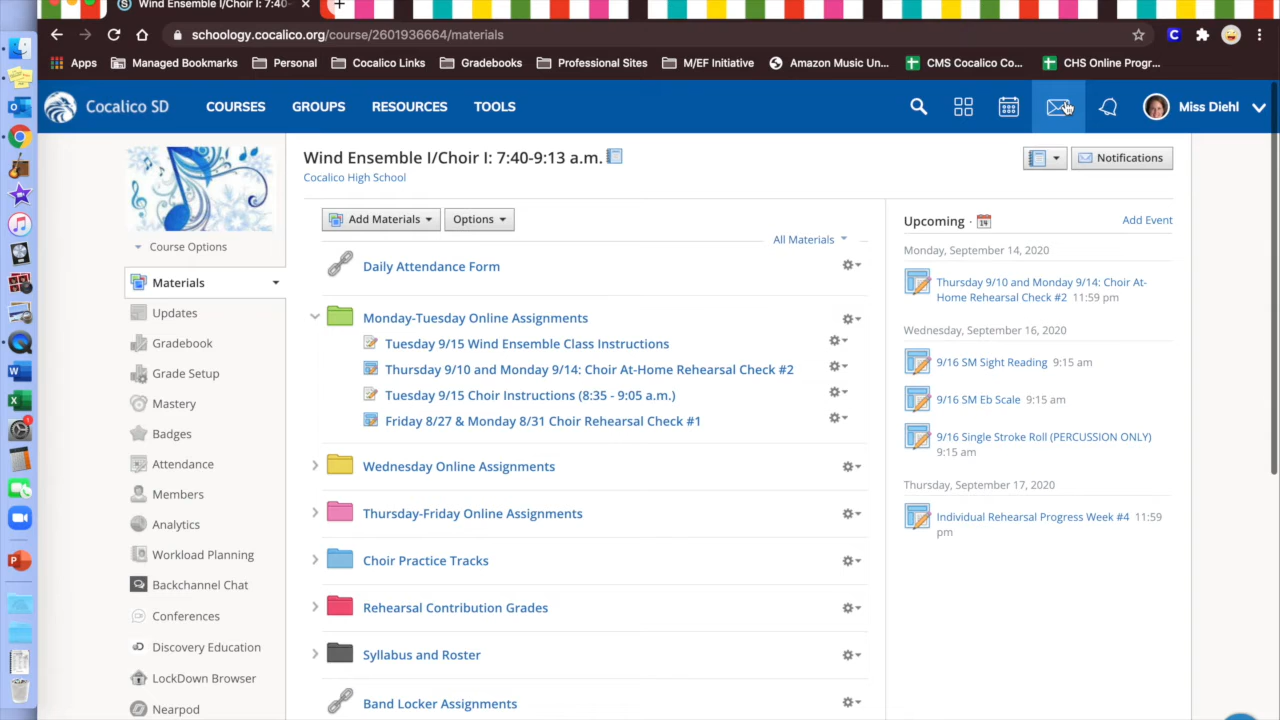 Wind Ensemble I/Choir I: 7:40-
schoology.cocalico.org/course/2601936664/materials
Apps Managed Bookmarks Personal Cocalico Links Gradebooks Professional Sites M/EF Initiative Amazon Music Un... CMS Cocalico Co... CHS Online Progr...
Cocalico SD COURSES GROUPS RESOURCES TOOLS Miss Diehl
Wind Ensemble I/Choir I: 7:40-9:13 a.m.
Cocalico High School
Notifications
Course Options
Materials
Updates
Gradebook
Grade Setup
Mastery
Badges
Attendance
Members
Analytics
Workload Planning
Backchannel Chat
Conferences
Discovery Education
LockDown Browser
Nearpod
Add Materials Options
All Materials
Daily Attendance Form
Monday-Tuesday Online Assignments
Tuesday 9/15 Wind Ensemble Class Instructions
Thursday 9/10 and Monday 9/14: Choir At-Home Rehearsal Check #2
Tuesday 9/15 Choir Instructions (8:35 - 9:05 a.m.)
Friday 8/27 & Monday 8/31 Choir Rehearsal Check #1
Wednesday Online Assignments
Thursday-Friday Online Assignments
Choir Practice Tracks
Rehearsal Contribution Grades
Syllabus and Roster
Band Locker Assignments
Upcoming · Add Event
Monday, September 14, 2020
Thursday 9/10 and Monday 9/14: Choir At-
Home Rehearsal Check #2 11:59 pm
Wednesday, September 16, 2020
9/16 SM Sight Reading 9:15 am
9/16 SM Eb Scale 9:15 am
9/16 Single Stroke Roll (PERCUSSION ONLY)
9:15 am
Thursday, September 17, 2020
Individual Rehearsal Progress Week #4 11:59
pm